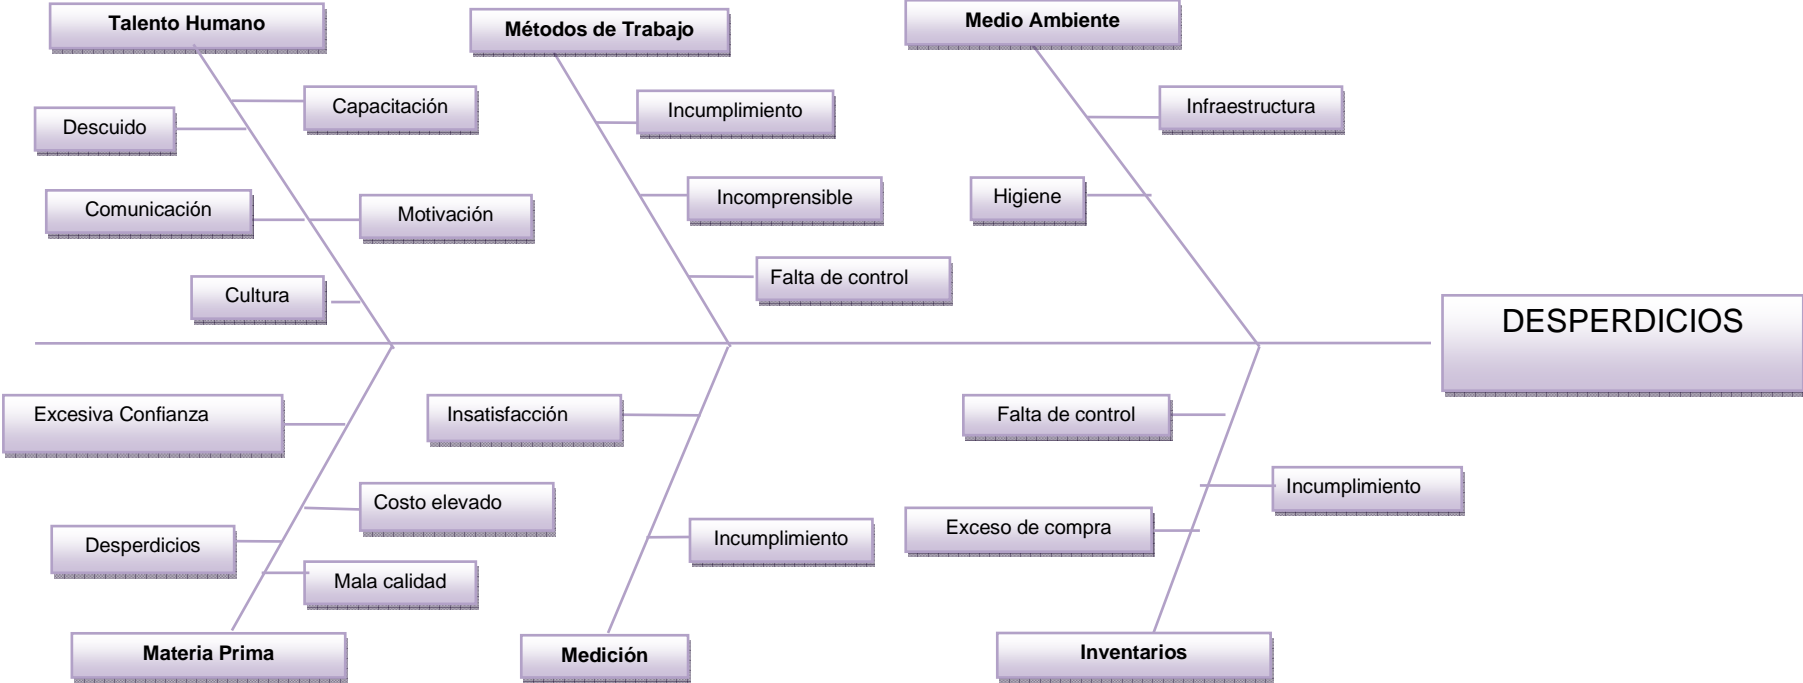 Talento Humano
Métodos de Trabajo
Medio Ambiente
Capacitación
Descuido
Incumplimiento
Infraestructura
Comunicación
Motivación
Incomprensible
Higiene
Cultura
Falta de control
DESPERDICIOS
Excesiva Confianza
Insatisfacción
Falta de control
Costo elevado
Incumplimiento
Desperdicios
Incumplimiento
Exceso de compra
Mala calidad
Materia Prima
Medición
Inventarios